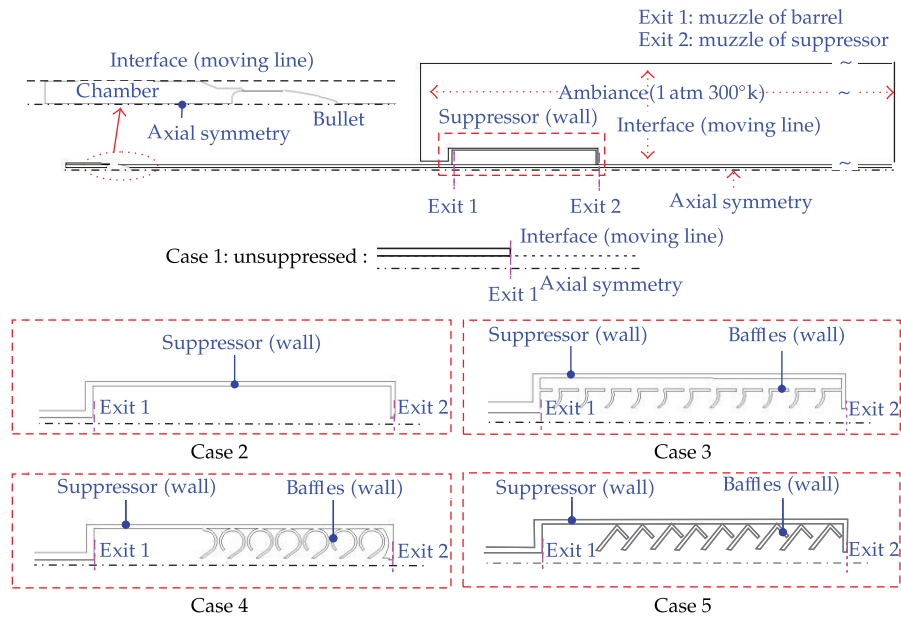 Exit 1: muzzle of barrel
Exit 2: muzzle of suppressor
Interface (moving line)
Chamber
Axial symmetry
Bullet
~
Ambiance(1 atm 300°k)
~
Suppressor (wall)
Interface (moving line)
~
Exit 1
Exit 2
Axial symmetry
Case 1: unsuppressed :
Interface (moving line)
Exit 1
Axial symmetry
Suppressor (wall)
Exit 1
Exit 2
Case 2
Suppressor (wall)
Baffles (wall)
Exit 1
Exit 2
Case 3
Suppressor (wall)
Baffles (wall)
Exit 1
Exit 2
Case 4
Suppressor (wall)
Baffles (wall)
Exit 1
Exit 2
Case 5